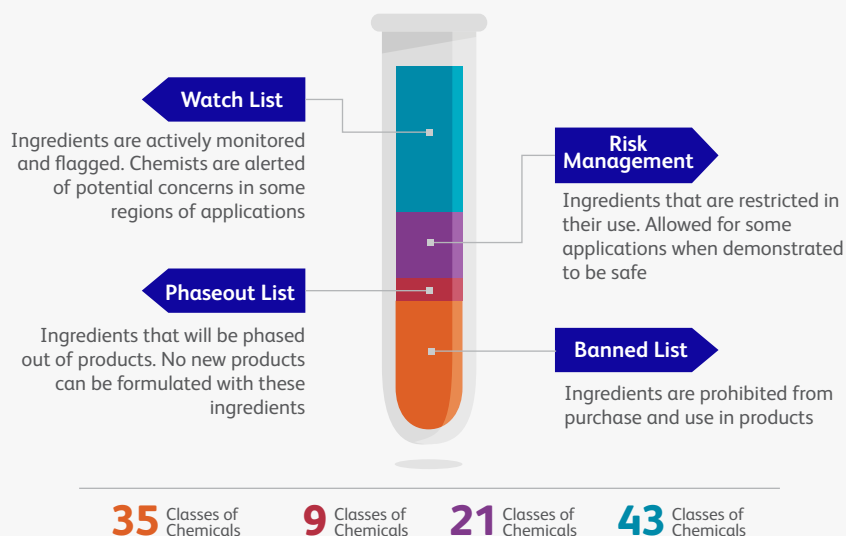 Watch List
Ingredients are actively monitored
and flagged. Chemists are alerted
of potential concerns in some
regions of applications
Risk
Management
Ingredients that are restricted in
their use. Allowed for some
applications when demonstrated
to be safe
Phaseout List
Ingredients that will be phased
out of products. No new products
can be formulated with these
ingredients
Banned List
Ingredients are prohibited from
purchase and use in products
35 Classes of
Chemicals
9 Classes of
Chemicals
21 Classes of
Chemicals
43 Classes of
Chemicals